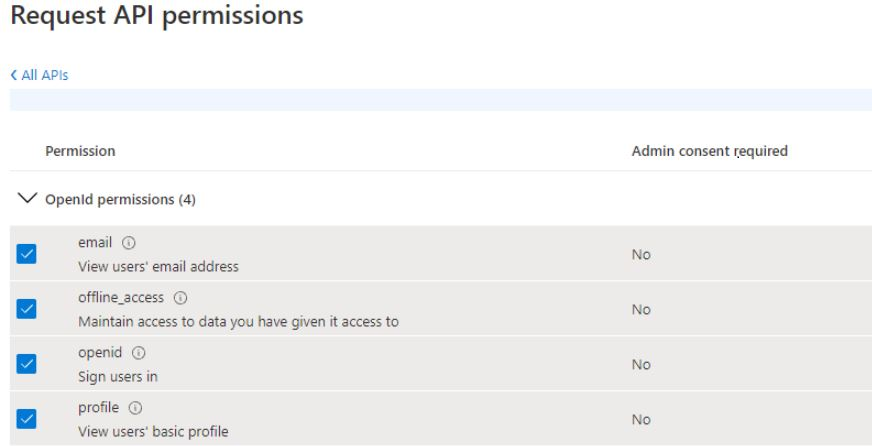 Request API permissions
All APIs
Permission Admin consent required
OpenId permissions (4)
email
View users' email address
No
offline_access
Maintain access to data you have given it access to
No
openid
Sign users in
No
profile
View users' basic profile
No